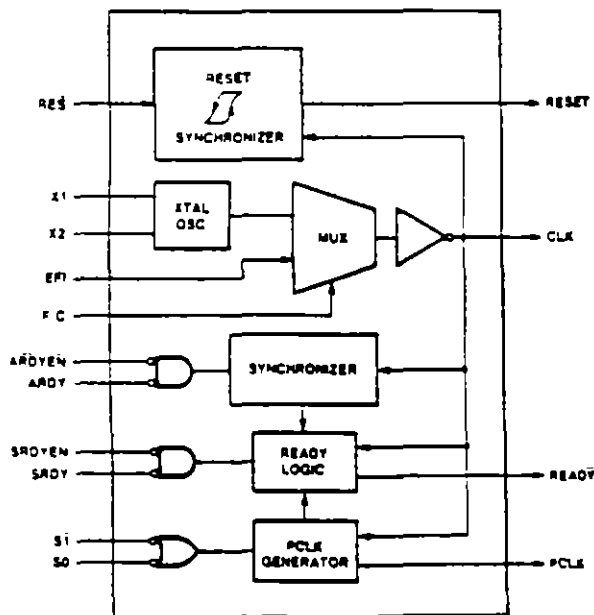 RESET
RES
RESET
SYNCHRONIZER
X1
XTAL
OSC
X2
MUX
CLK
EFI
F/C
ARDYEN
ARDY
SYNCHRONIZER
SRDYEN
SRDY
READY
LOGIC
READY
S1
S0
PCLK
GENERATOR
PCLK